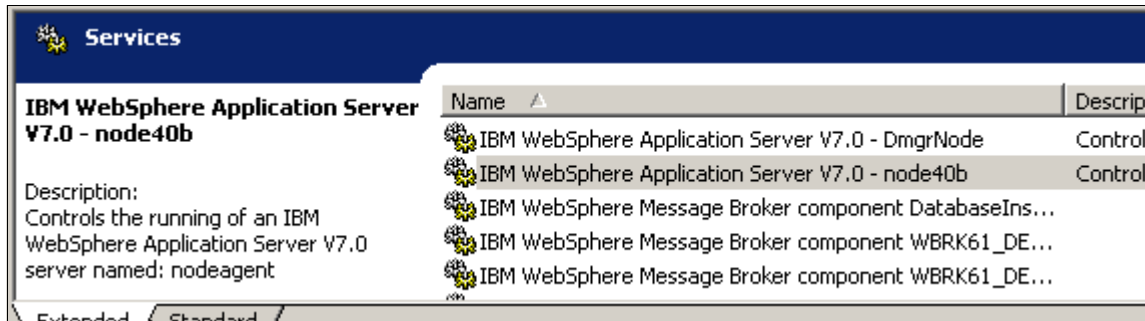 Services
IBM WebSphere Application Server
V7.0 - node40b
Description:
Controls the running of an IBM
WebSphere Application Server V7.0
server named: nodeagent
Name
Descrip
IBM WebSphere Application Server V7.0 - DmgrNode
Control
IBM WebSphere Application Server V7.0 - node40b
Control
IBM WebSphere Message Broker component DatabaseIns...
IBM WebSphere Message Broker component WBRK61_DE...
IBM WebSphere Message Broker component WBRK61_DE...
Extended
Standard